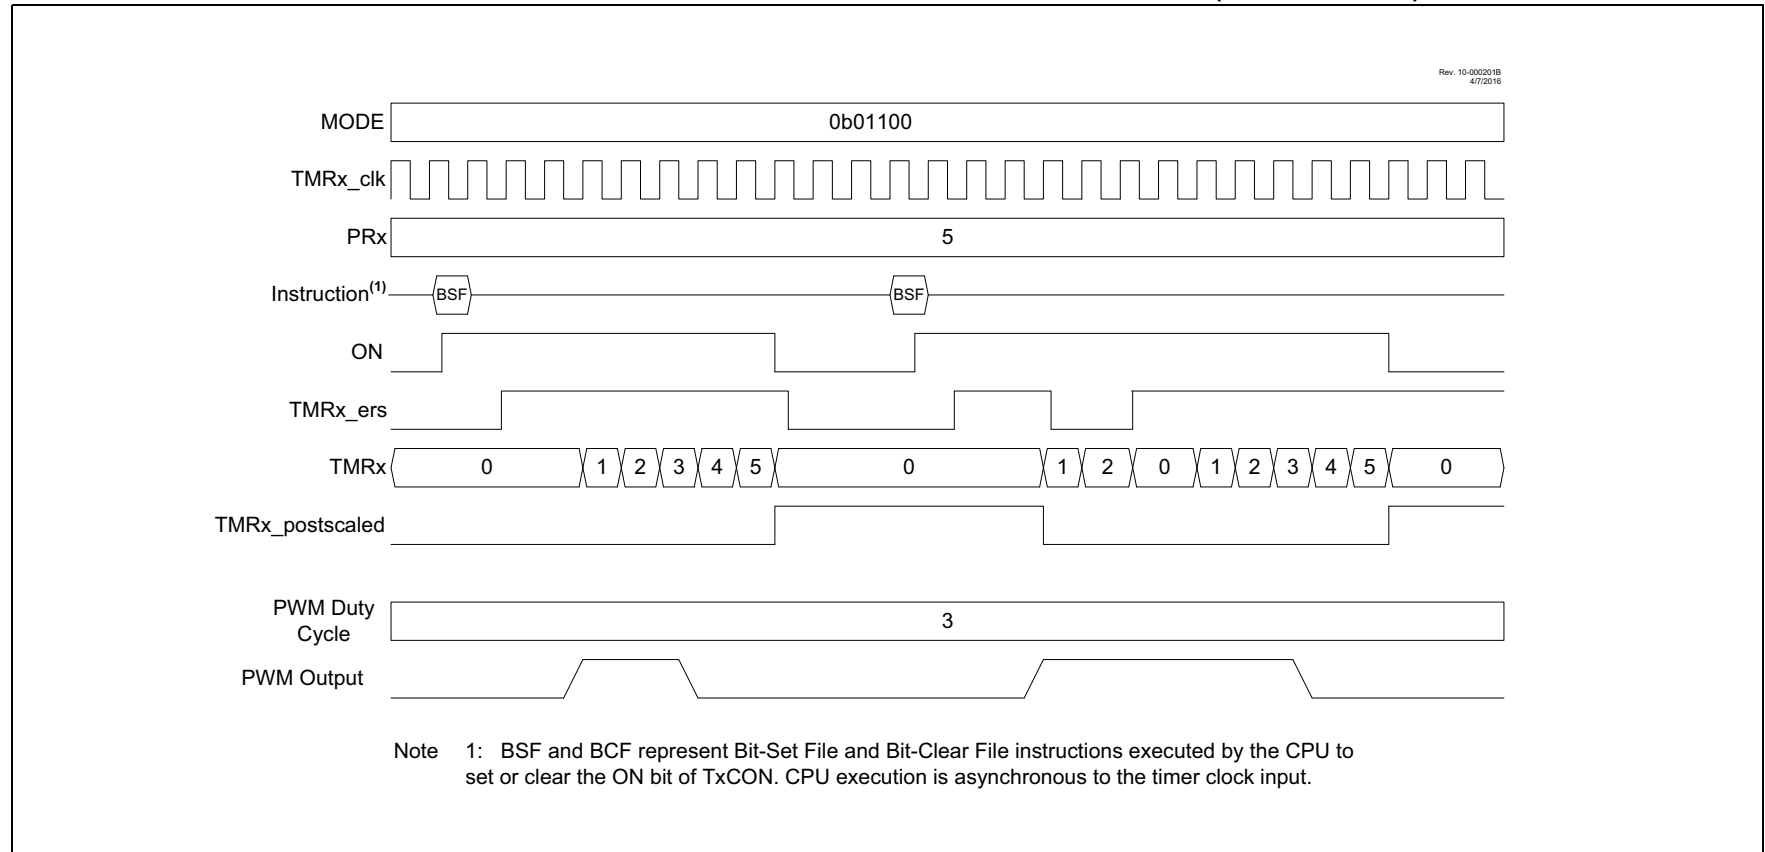 Rev. 10-000201B
4/7/2016
MODE 0b01100
TMRx_clk
PRx 5
Instruction(1) BSF BSF
ON
TMRx_ers
TMRx 0 1 2 3 4 5 0 1 2 0 1 2 3 4 5 0
TMRx_postscaled
PWM Duty
Cycle 3
PWM Output
Note 1: BSF and BCF represent Bit-Set File and Bit-Clear File instructions executed by the CPU to
set or clear the ON bit of TxCON. CPU execution is asynchronous to the timer clock input.